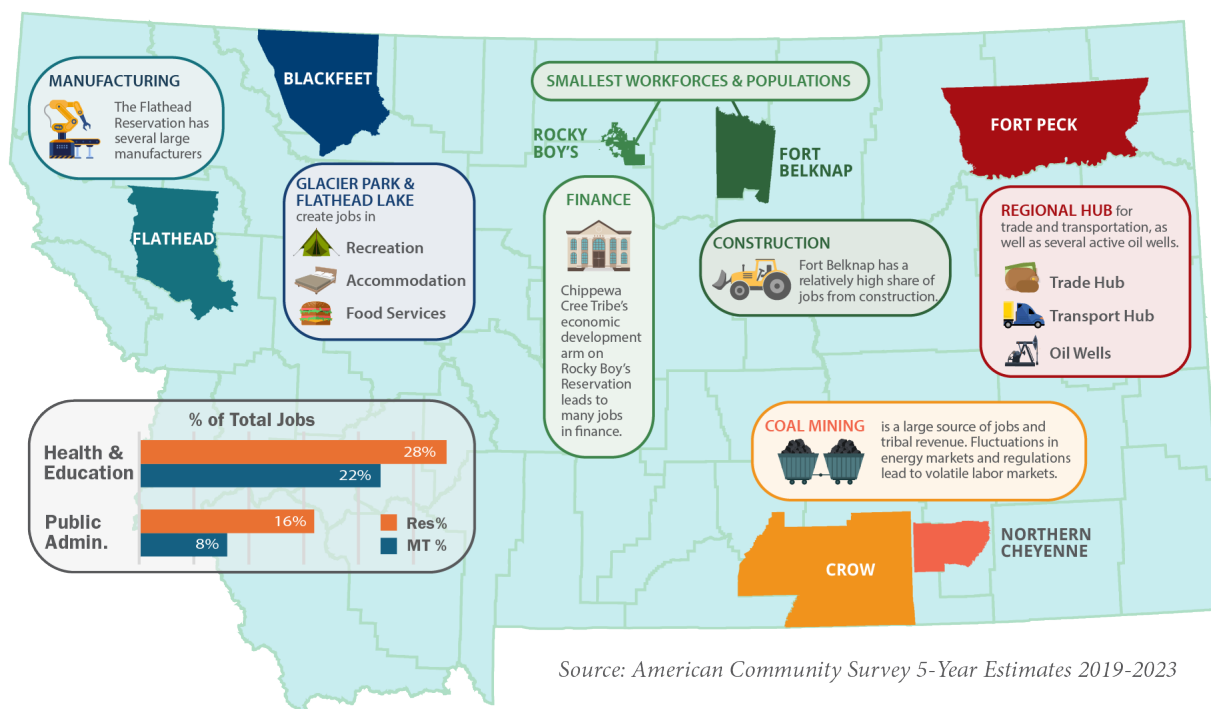 MANUFACTURING
The Flathead
Reservation has
several large
manufacturers
BLACKFEET
SMALLEST WORKFORCES & POPULATIONS
ROCKY
BOY'S
FORT
BELKNAP
FORT PECK
FLATHEAD
GLACIER PARK &
FLATHEAD LAKE
create jobs in
Recreation
Accommodation
Food Services
FINANCE
Chippewa
Cree Tribe's
economic
development
arm on
Rocky Boy's
Reservation
leads to
many jobs
in finance.
CONSTRUCTION
Fort Belknap has a
relatively high share of
jobs from construction.
REGIONAL HUB for
trade and transportation, as
well as several active oil wells.
Trade Hub
Transport Hub
Oil Wells
% of Total Jobs
Health &
Education
28%
22%
Public
Admin.
16%
8%
Res%
MT %
COAL MINING
is a large source of jobs and
tribal revenue. Fluctuations in
energy markets and regulations
lead to volatile labor markets.
CROW
NORTHERN
CHEYENNE
Source: American Community Survey 5-Year Estimates 2019-2023